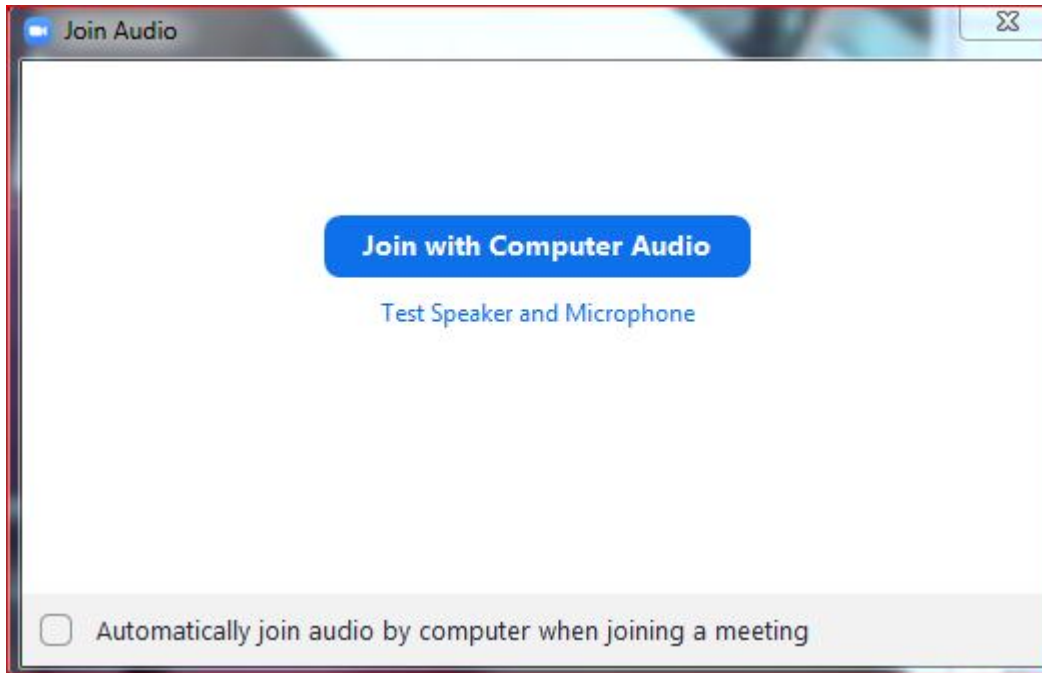 Join Audio
Join with Computer Audio
Test Speaker and Microphone
Automatically join audio by computer when joining a meeting